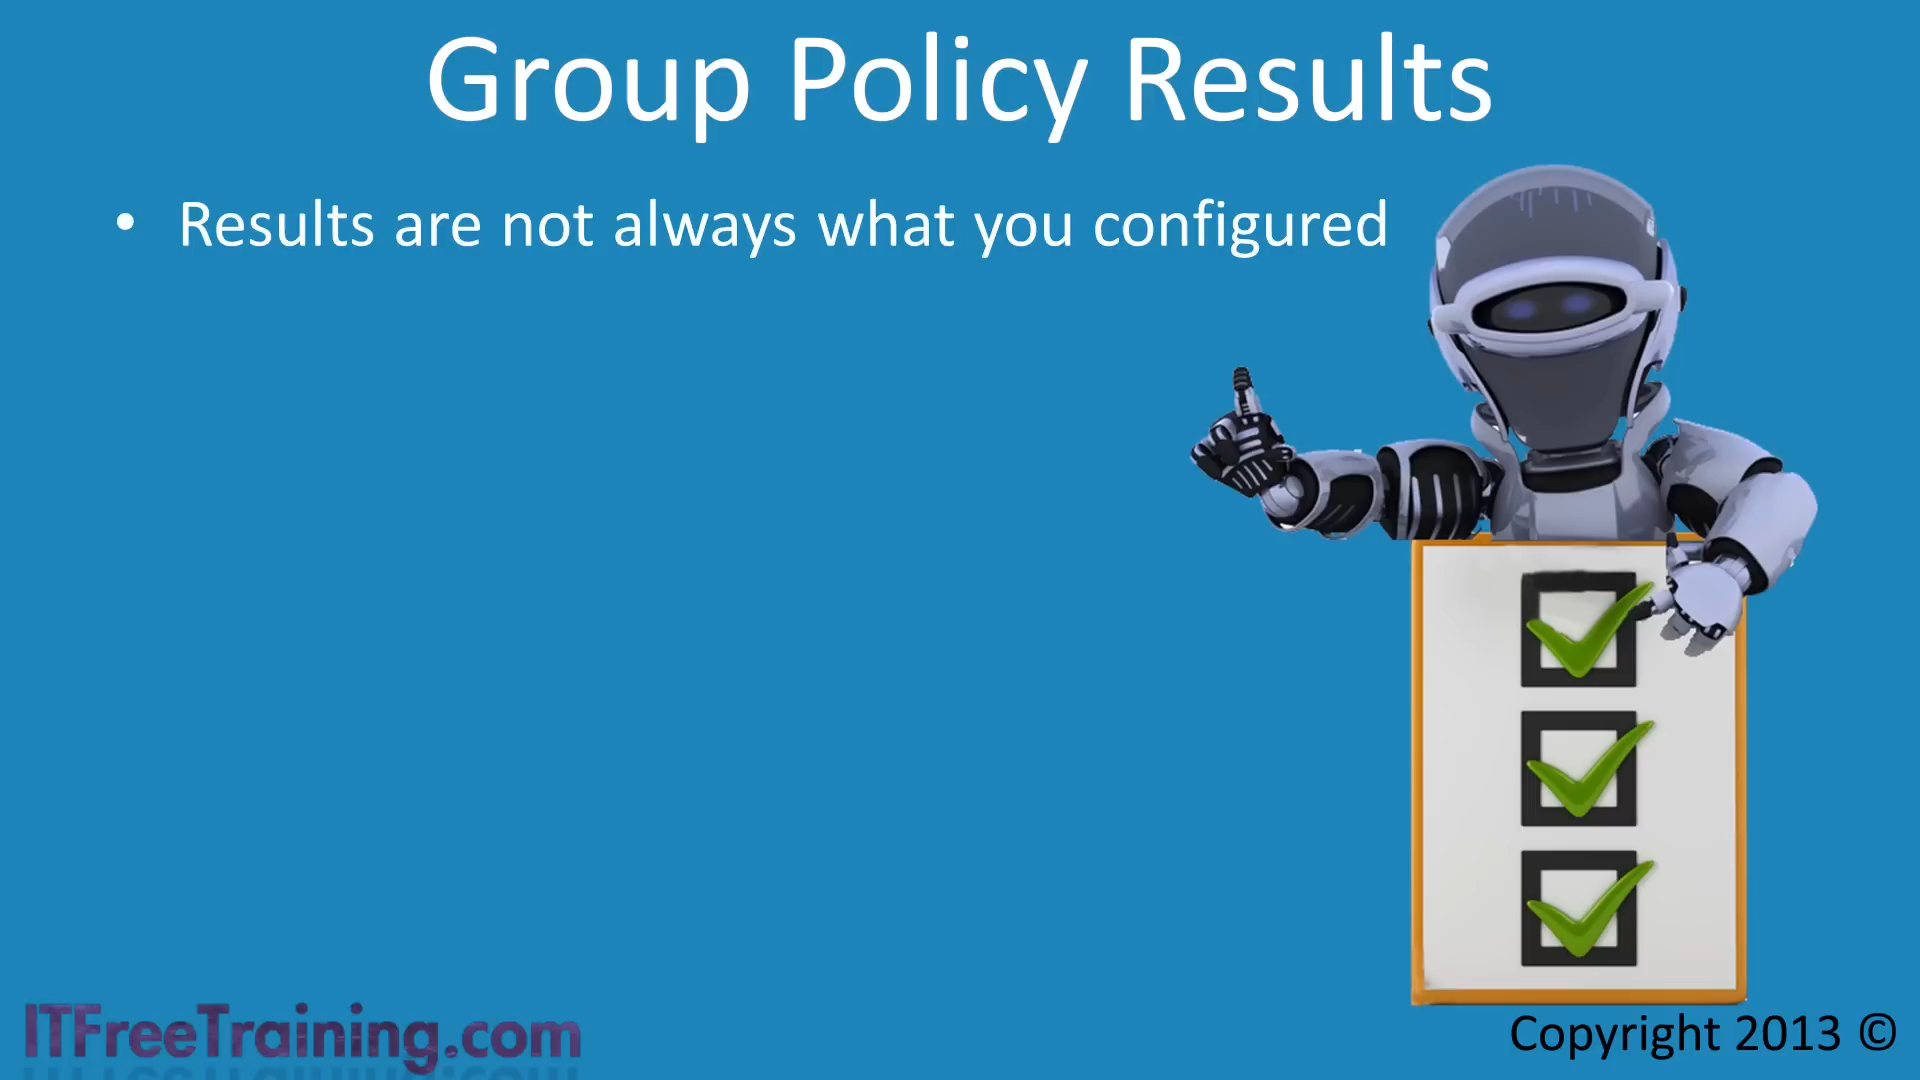 Group Policy Results
• Results are not always what you configured
ITFreeTraining.com
Copyright 2013 ©